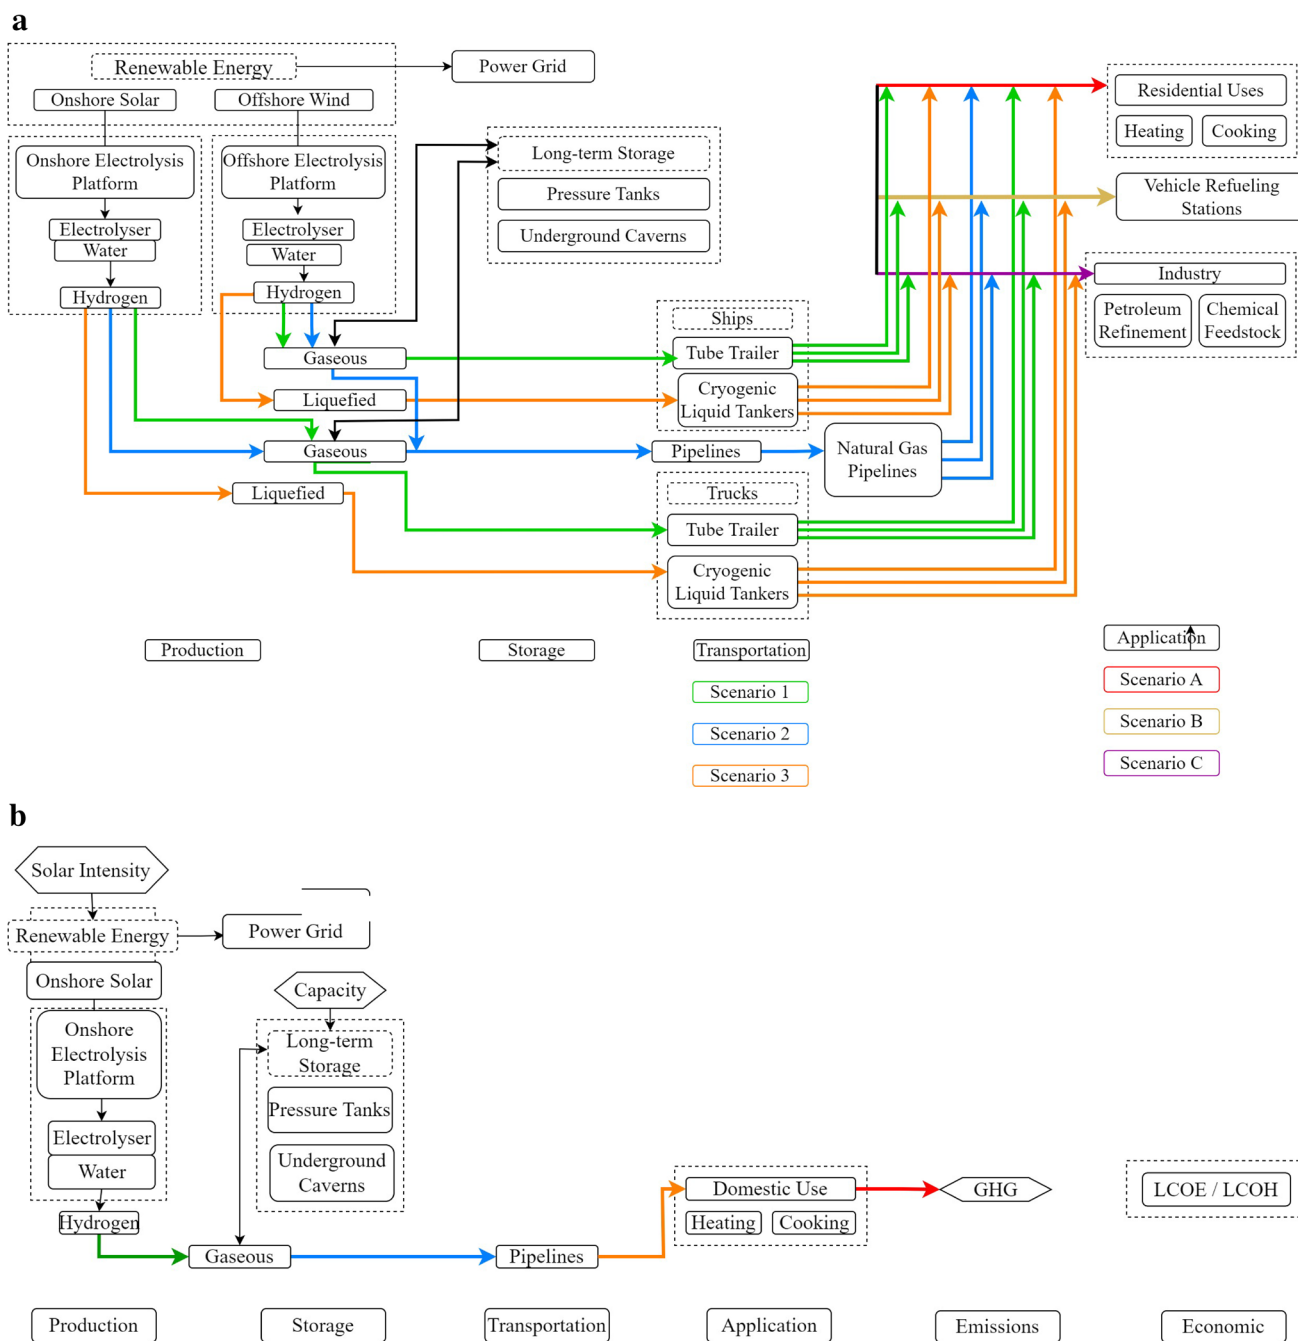 a
Renewable Energy
Power Grid
Onshore Solar
Offshore Wind
Onshore Electrolysis
Platform
Offshore Electrolysis
Platform
Electrolyser
Water
Hydrogen
Electrolyser
Water
Hydrogen
Long-term Storage
Pressure Tanks
Underground Caverns
Residential Uses
Heating
Cooking
Vehicle Refueling
Stations
Industry
Petroleum
Refinement
Chemical
Feedstock
Gaseous
Liquefied
Gaseous
Liquefied
Ships
Tube Trailer
Cryogenic
Liquid Tankers
Pipelines
Natural Gas
Pipelines
Trucks
Tube Trailer
Cryogenic
Liquid Tankers
Production
Storage
Transportation
Application
Scenario 1
Scenario 2
Scenario 3
Scenario A
Scenario B
Scenario C
b
Solar Intensity
Renewable Energy
Power Grid
Onshore Solar
Onshore
Electrolysis
Platform
Electrolyser
Water
Hydrogen
Capacity
Long-term
Storage
Pressure Tanks
Underground
Caverns
Gaseous
Pipelines
Domestic Use
Heating
Cooking
GHG
LCOE / LCOH
Production
Storage
Transportation
Application
Emissions
Economic